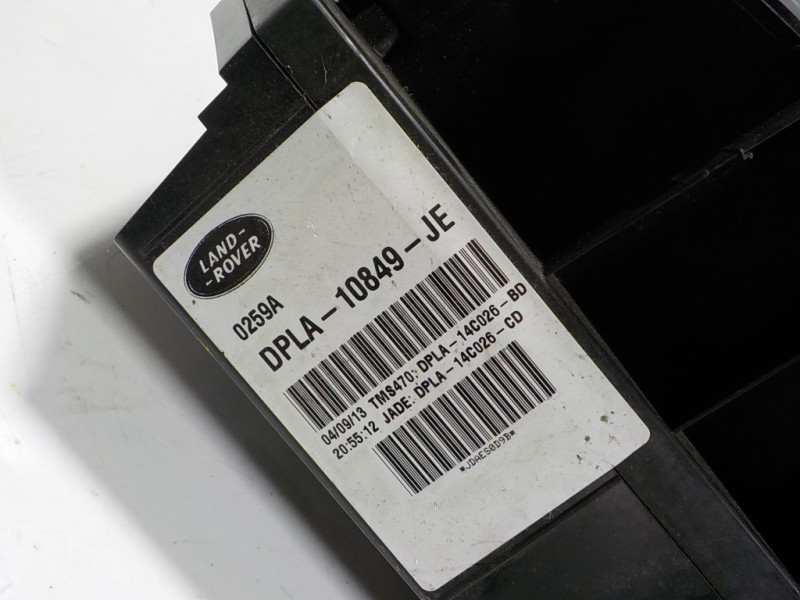 LAND-
-ROVER
0259A
DPLA-10849-JE
04/09/13 TMS470: DPLA-14C026-BD
20:55:12 JADE: DPLA-14C026-CD
*JDAES0D9B*